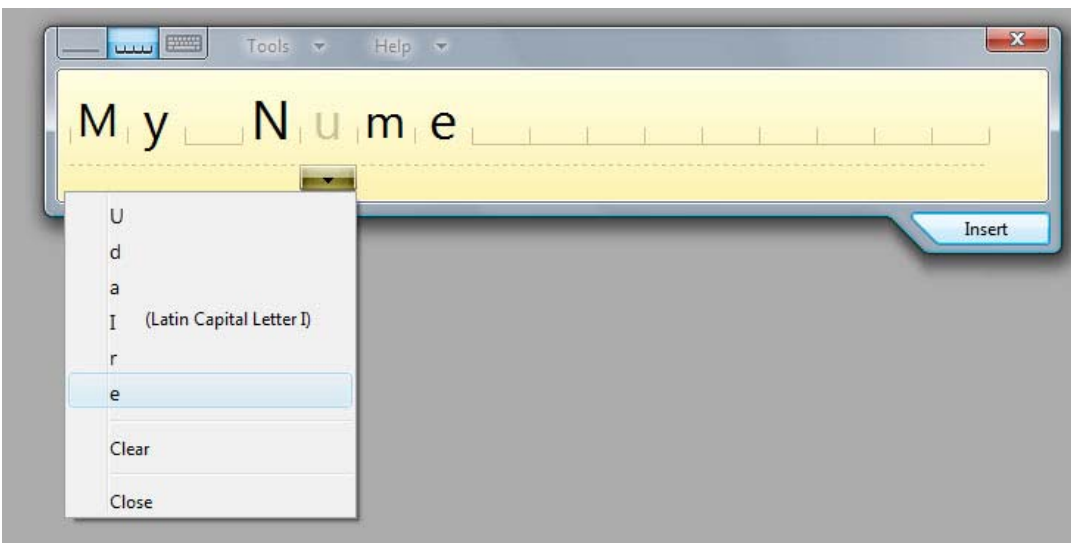 Tools Help X
My Nume
U
d
a
I (Latin Capital Letter I)
r
e
Clear
Close
Insert